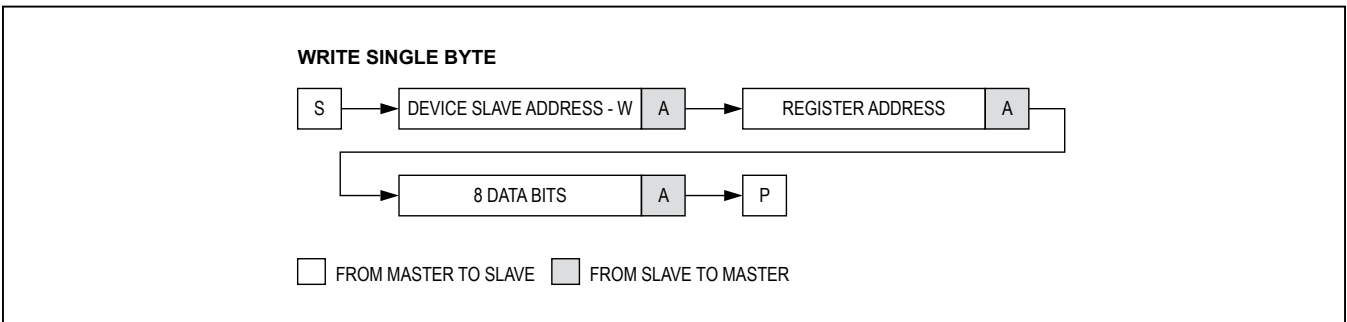 WRITE SINGLE BYTE
S DEVICE SLAVE ADDRESS - W A REGISTER ADDRESS A
8 DATA BITS A P
FROM MASTER TO SLAVE FROM SLAVE TO MASTER